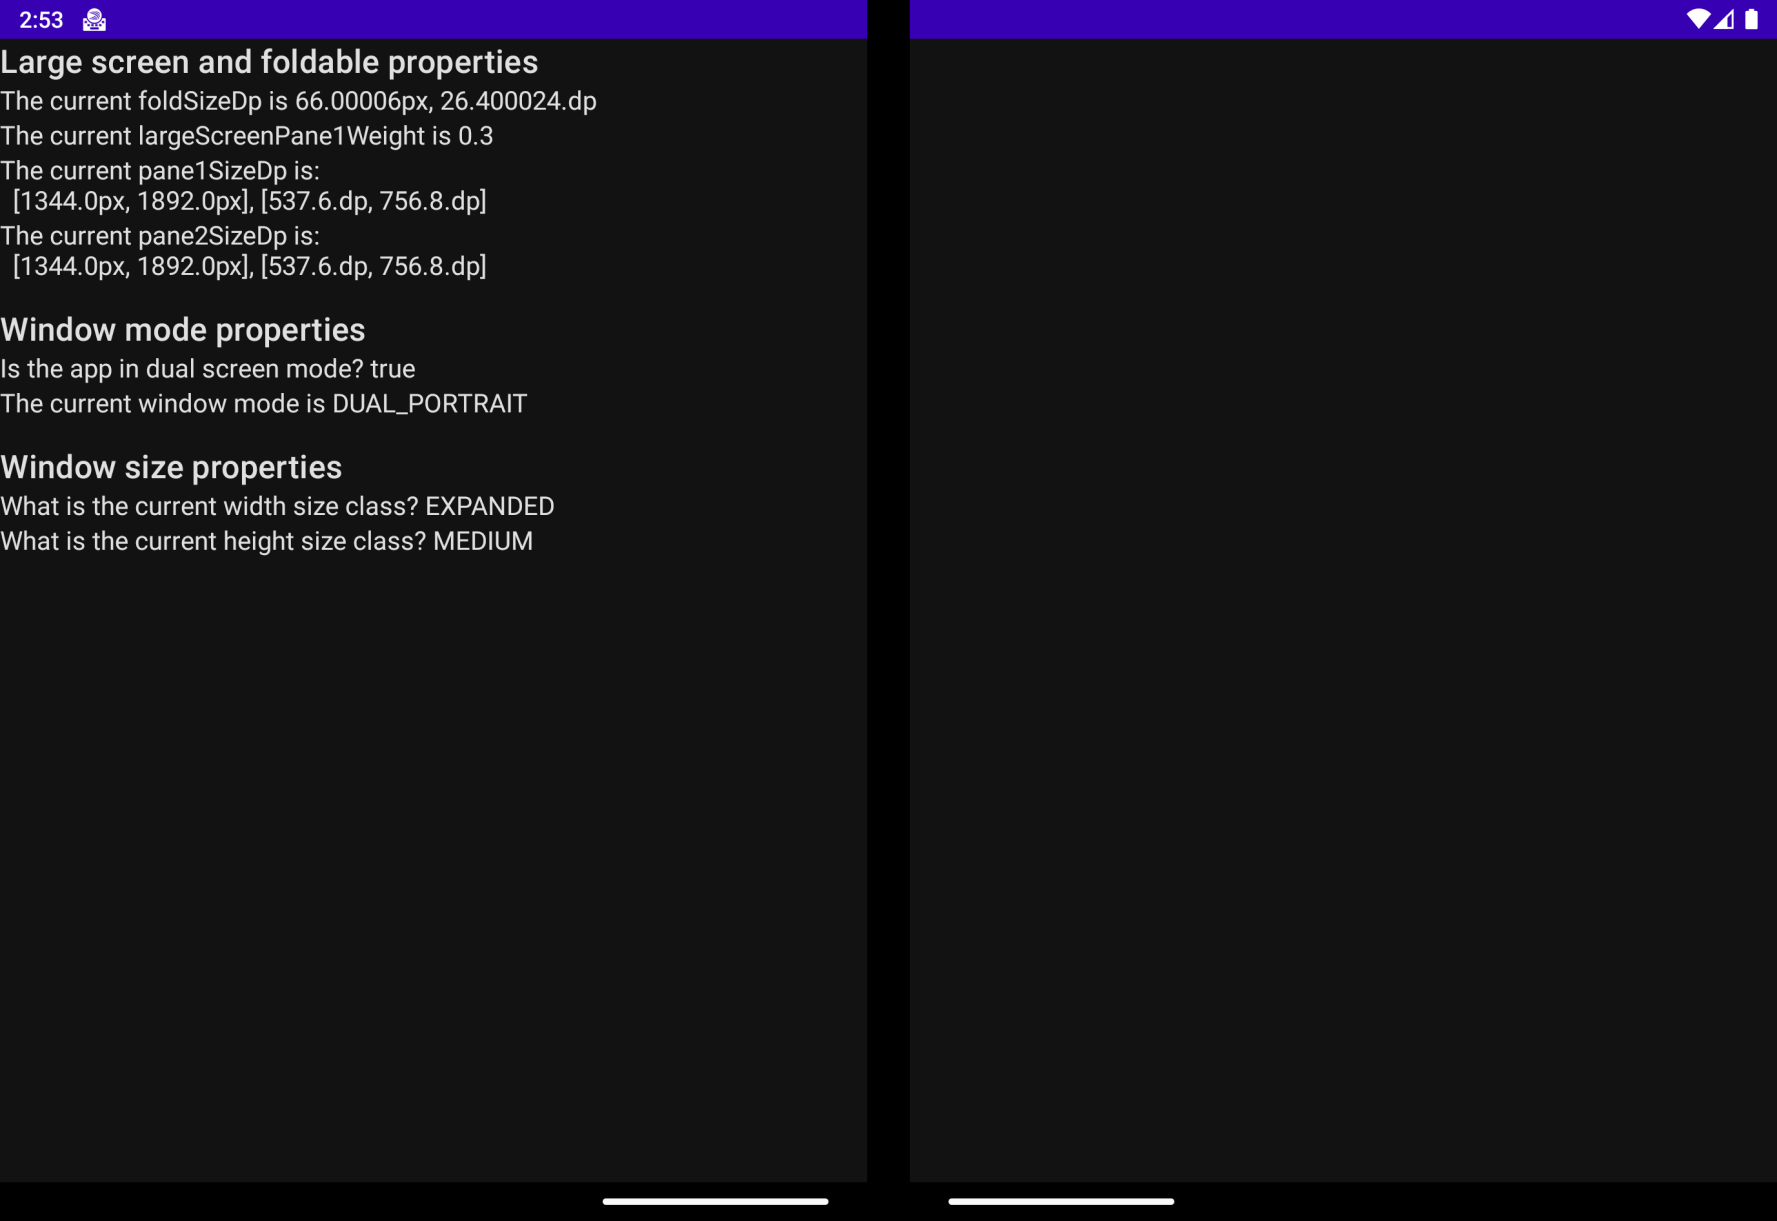 2:53
Large screen and foldable properties
The current foldSizeDp is 66.00006px, 26.400024.dp
The current largeScreenPane1Weight is 0.3
The current pane1SizeDp is:
[1344.0px, 1892.0px], [537.6.dp, 756.8.dp]
The current pane2SizeDp is:
[1344.0px, 1892.0px], [537.6.dp, 756.8.dp]
Window mode properties
Is the app in dual screen mode? true
The current window mode is DUAL_PORTRAIT
Window size properties
What is the current width size class? EXPANDED
What is the current height size class? MEDIUM